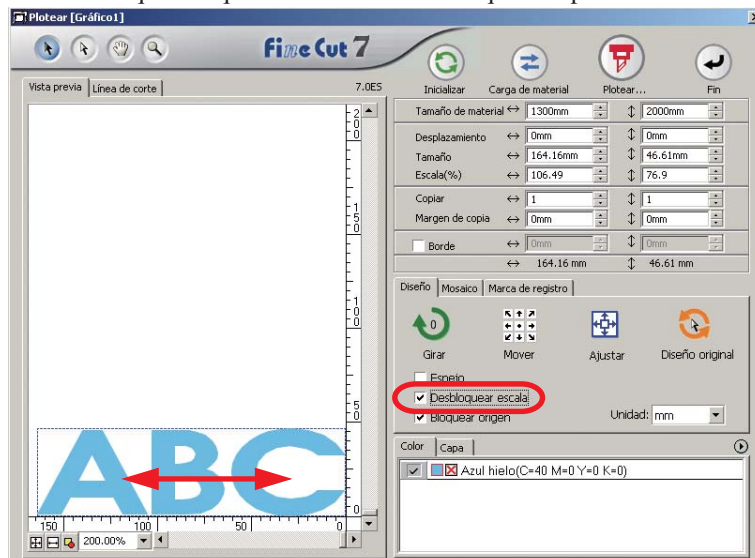 Plotear [Gráfico1]
FineCut 7
Inicializar Carga de material Plotear... Fin
Vista previa Línea de corte 7.0ES
Tamaño de material 1300mm 2000mm
Desplazamiento 0mm 0mm
Tamaño 164.16mm 46.61mm
Escala(%) 106.49 76.9
Copiar 1 1
Margen de copia 0mm 0mm
Borde 0mm 0mm
164.16 mm 46.61 mm
Diseño Mosaico Marca de registro
0
Girar Mover Ajustar Diseño original
Espejo
Desbloquear escala
Bloquear origen Unidad: mm
Color Capa
Azul hielo(C=40 M=0 Y=0 K=0)
200
150
100
50
0
ABC
150 100 50 0
200.00%